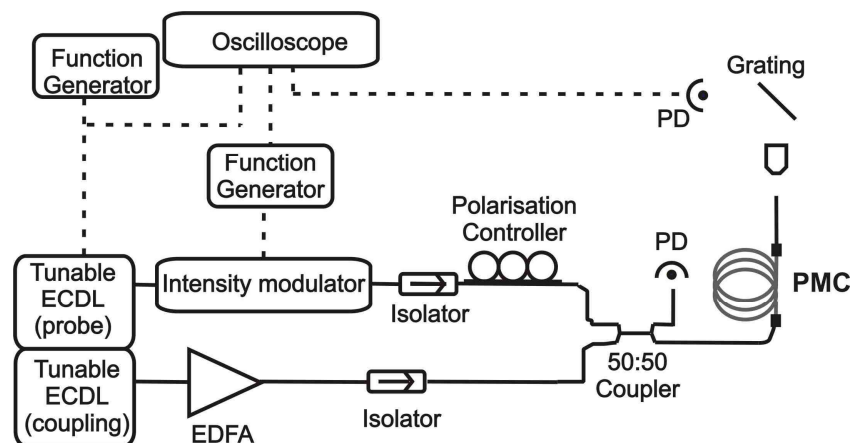 Function
Generator
Oscilloscope
Grating
PD
Function
Generator
Polarisation
Controller
PD
Tunable
ECDL
(probe)
Intensity modulator
Isolator
PMC
50:50
Coupler
Tunable
ECDL
(coupling)
EDFA
Isolator